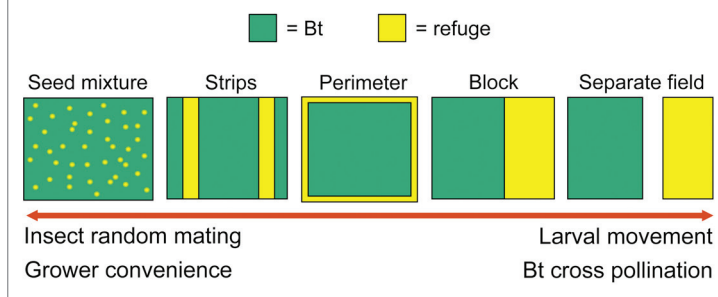 = Bt = refuge
Seed mixture Strips Perimeter Block Separate field
Insect random mating Larval movement
Grower convenience Bt cross pollination